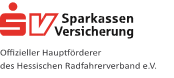 Sparkassen
Versicherung
Offizieller Hauptförderer
des Hessischen Radfahrerverband e.V.